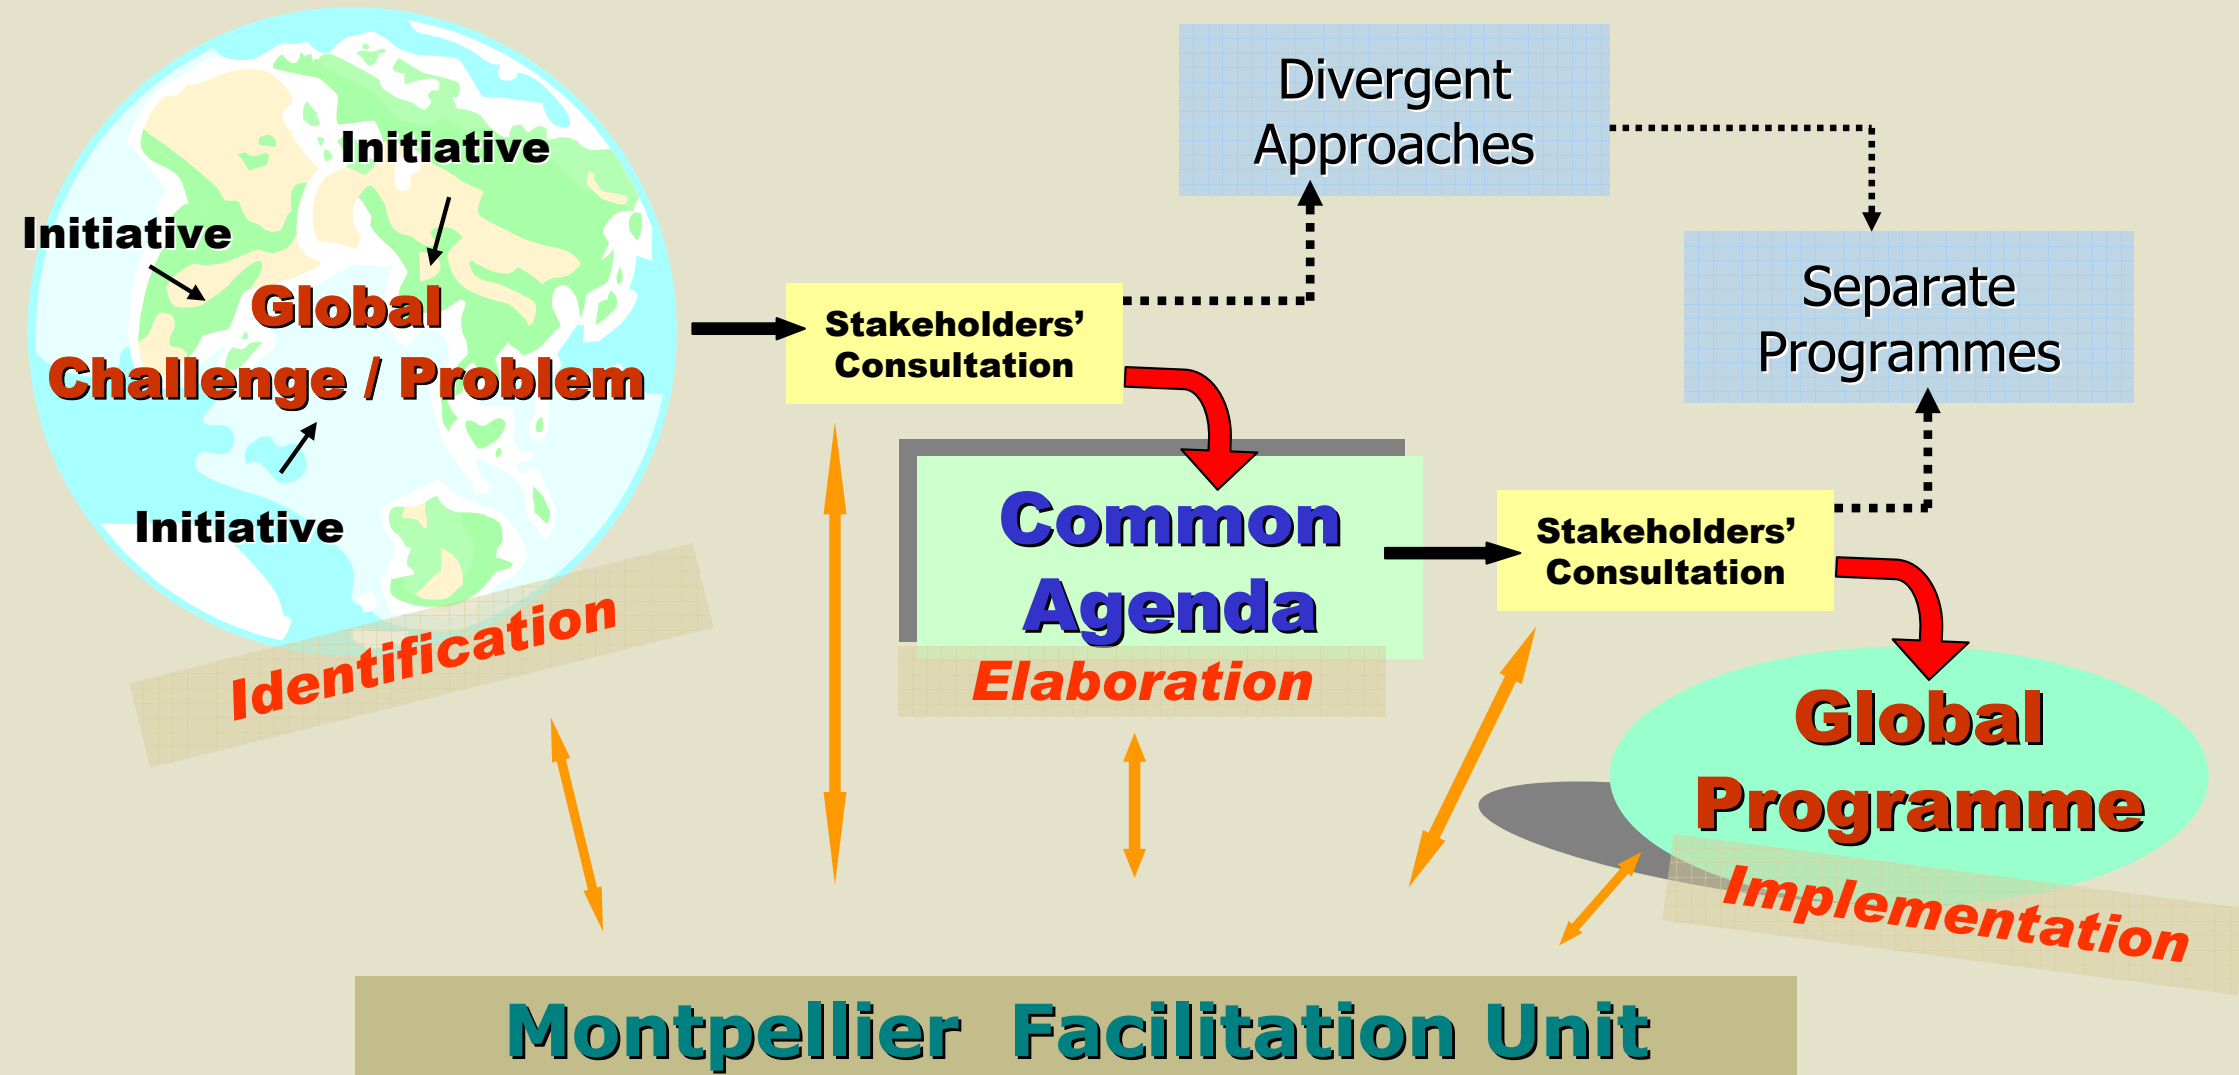 Initiative
Initiative
Global
Challenge / Problem
Initiative
Identification
Stakeholders’
Consultation
Divergent
Approaches
Common
Agenda
Elaboration
Stakeholders’
Consultation
Separate
Programmes
Global
Programme
Implementation
Montpellier Facilitation Unit